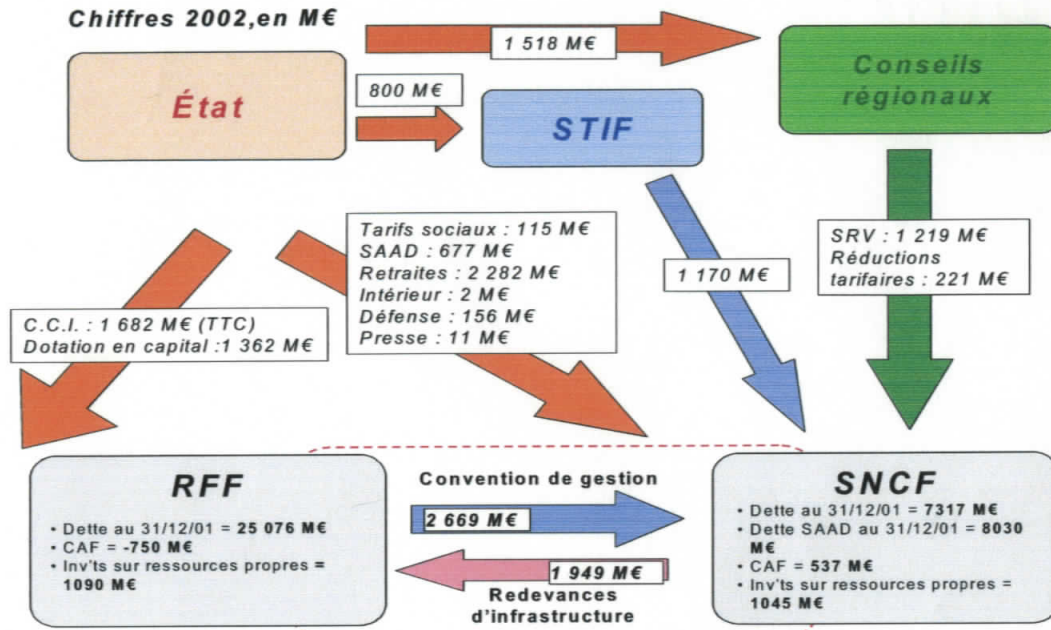 Chiffres 2002,en M€
1 518 M€
État
800 M€
STIF
Conseils
régionaux
Tarifs sociaux : 115 M€
SAAD : 677 M€
Retraites : 2 282 M€
Intérieur : 2 M€
Défense : 156 M€
Presse : 11 M€
1 170 M€
SRV : 1 219 M€
Réductions
tarifaires : 221 M€
C.C.I. : 1 682 M€ (TTC)
Dotation en capital :1 362 M€
RFF
• Dette au 31/12/01 = 25 076 M€
• CAF = -750 M€
• Inv'ts sur ressources propres =
1090 M€
Convention de gestion
2 669 M€
1 949 M€
Redevances
d'infrastructure
SNCF
• Dette au 31/12/01 = 7317 M€
• Dette SAAD au 31/12/01 = 8030
M€
• CAF = 537 M€
• Inv'ts sur ressources propres =
1045 M€